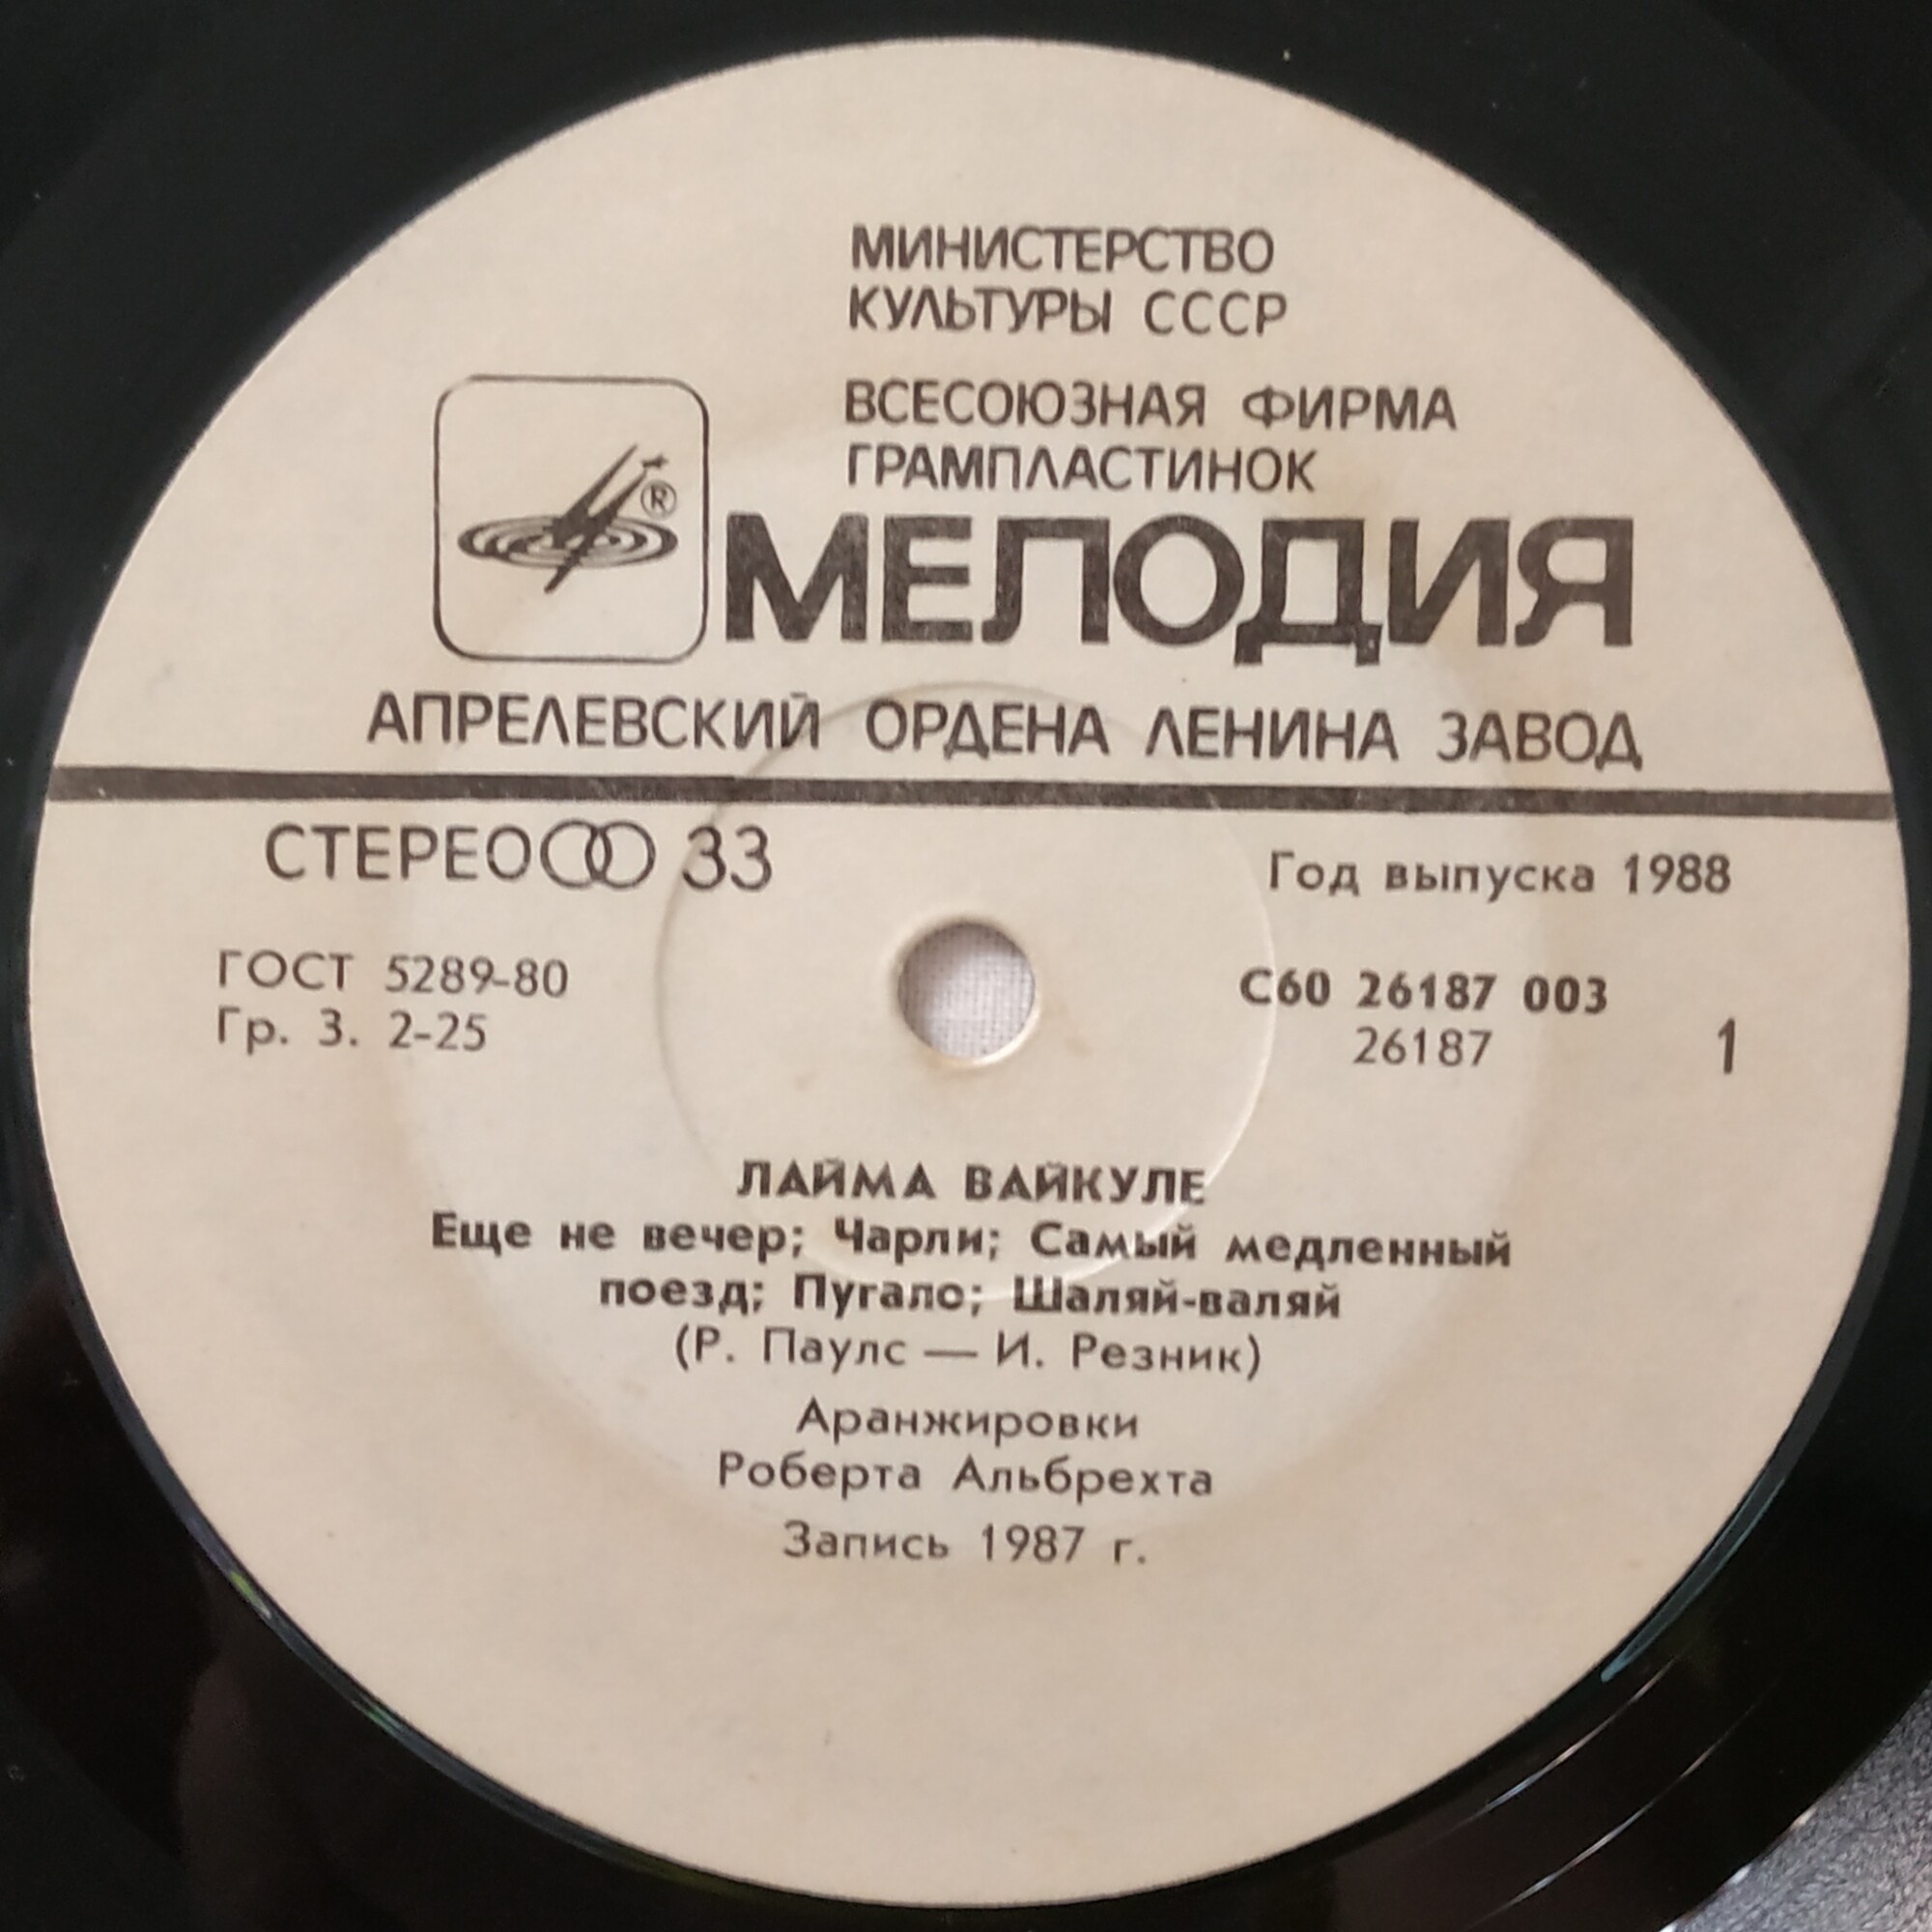 МИНИСТЕРСТВО
КУЛЬТУРЫ СССР
ВСЕСОЮЗНАЯ ФИРМА
ГРАМПЛАСТИНОК
®
МЕЛОДИЯ
АПРЕЛЕВСКИЙ ОРДЕНА ЛЕНИНА ЗАВОД
СТЕРЕО 33
Год выпуска 1988
ГОСТ 5289-80
Гр. 3. 2-25
С60 26187 003
26187
1
ЛАЙМА ВАЙКУЛЕ
Еще не вечер; Чарли; Самый медленный
поезд; Пугало; Шаляй-валяй
(Р. Паулс — И. Резник)
Аранжировки
Роберта Альбрехта
Запись 1987 г.